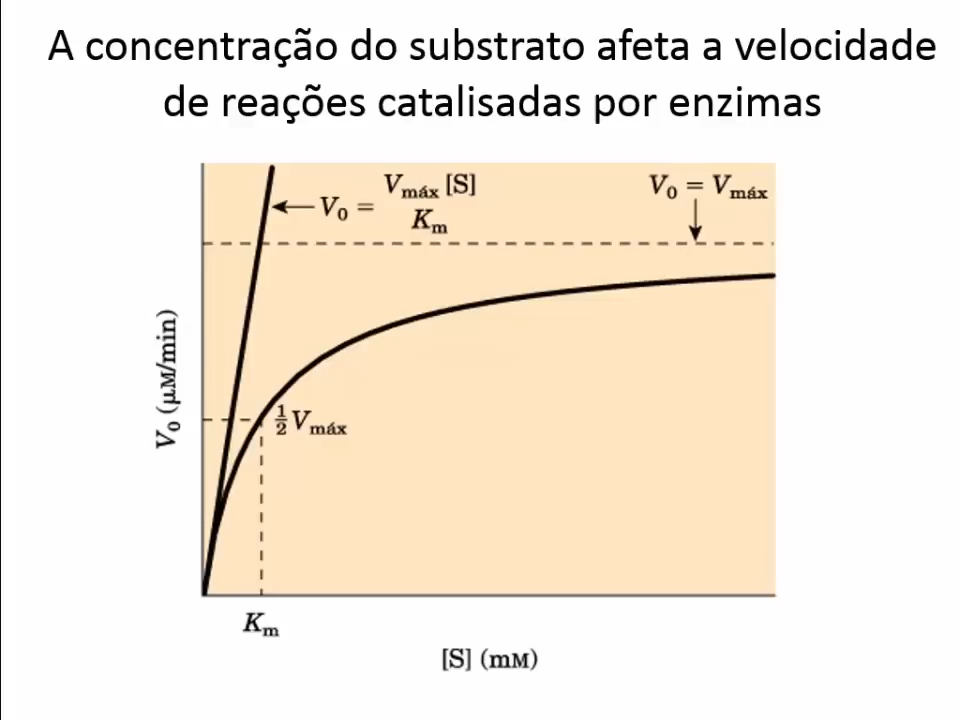 A concentração do substrato afeta a velocidade
de reações catalisadas por enzimas
V₀ = Vmáx [S]
Km
V₀ = Vmáx
V₀ (μM/min)
½ Vmáx
Km
[S] (mM)